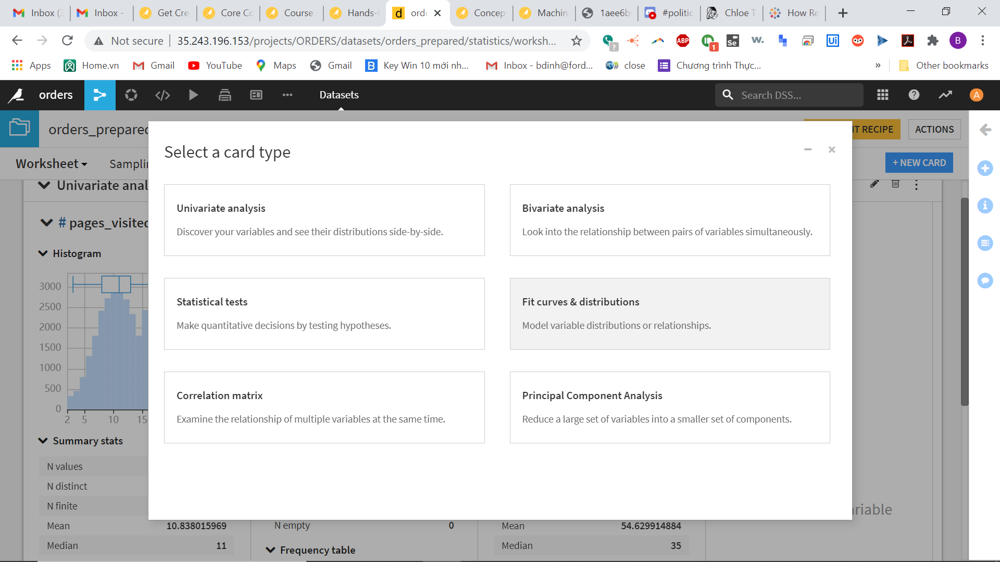 Inbox (3
Inbox -
Get Cre
Core Co
Course
Hands-
orde
Concep
Machin
1aee6b
#politic
Chloe T
How Re
Not secure
35.243.196.153/projects/ORDERS/datasets/orders_prepared/statistics/worksh...
Apps
Home.vn
Gmail
YouTube
Maps
Gmail
Key Win 10 mới nh...
Inbox - bdinh@ford...
close
Chương trình Thực...
»
Other bookmarks
orders
Datasets
Search DSS...
A
orders_prepared
IT RECIPE
ACTIONS
Worksheet
Samplin
+ NEW CARD
Univariate anal
# pages_visited
Histogram
3000
2500
2000
1500
1000
500
0
2 5 10 15
Summary stats
N values
N distinct
N finite
Mean 10.838015969
Median 11
N empty 0
Frequency table
Mean 54.629914884
Median 35
ariable
Select a card type
Univariate analysis
Discover your variables and see their distributions side-by-side.
Bivariate analysis
Look into the relationship between pairs of variables simultaneously.
Statistical tests
Make quantitative decisions by testing hypotheses.
Fit curves & distributions
Model variable distributions or relationships.
Correlation matrix
Examine the relationship of multiple variables at the same time.
Principal Component Analysis
Reduce a large set of variables into a smaller set of components.